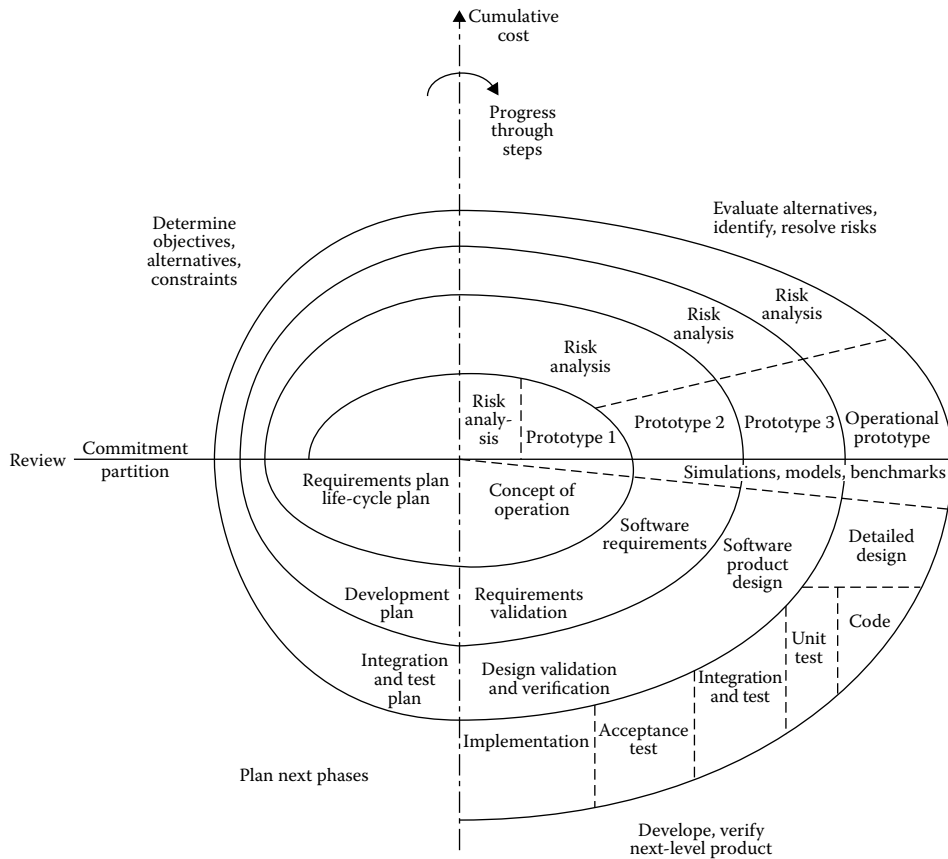 Cumulative
cost
Progress
through
steps
Evaluate alternatives,
identify, resolve risks
Determine
objectives,
alternatives,
constraints
Risk
analysis
Risk
analysis
Risk
analysis
Risk
analy-
sis
Prototype 1
Prototype 2
Prototype 3
Operational
prototype
Review
Commitment
partition
Simulations, models, benchmarks
Requirements plan
life-cycle plan
Concept of
operation
Software
requirements
Software
product
design
Detailed
design
Development
plan
Requirements
validation
Code
Unit
test
Integration
and test
plan
Design validation
and verification
Integration
and test
Acceptance
test
Implementation
Plan next phases
Develope, verify
next-level product